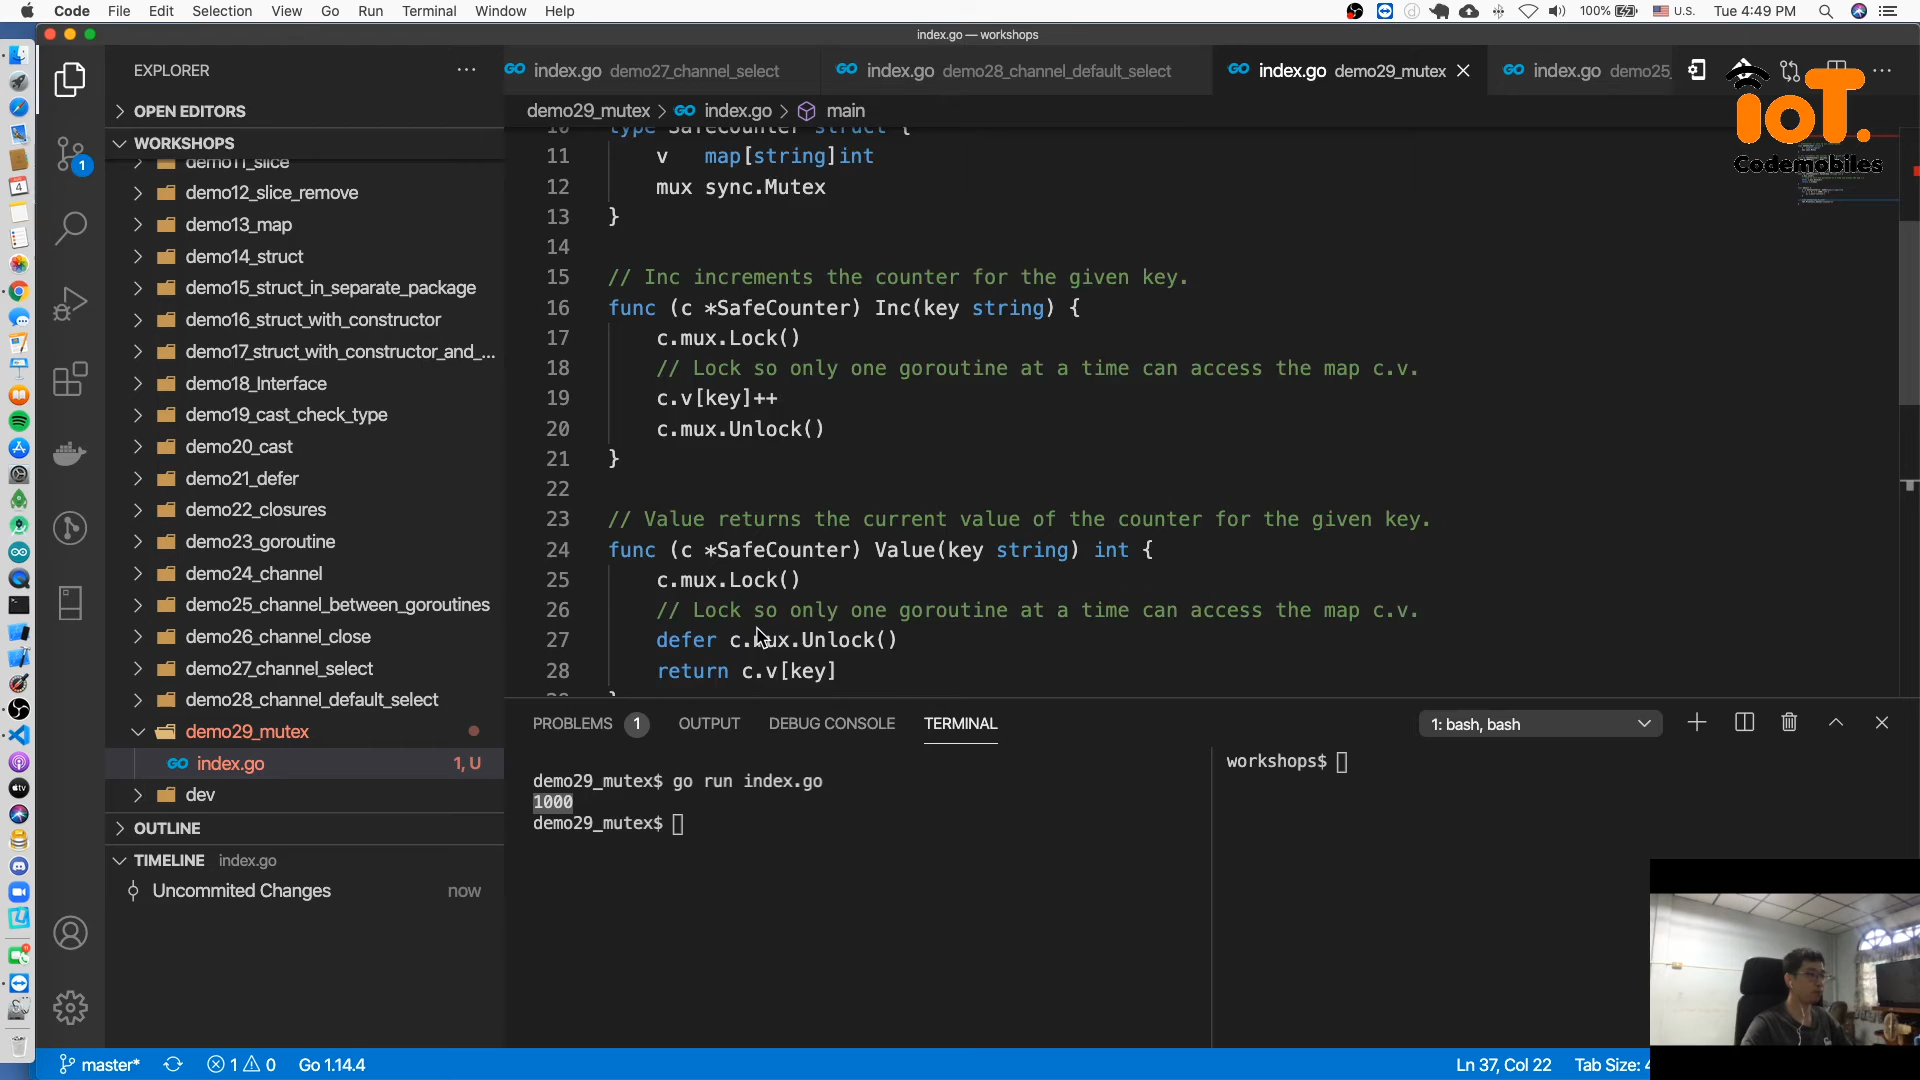 Code File Edit Selection View Go Run Terminal Window Help
100% U.S. Tue 4:49 PM
index.go — workshops
EXPLORER
index.go demo27_channel_select
index.go demo28_channel_default_select
index.go demo29_mutex
index.go demo25_
OPEN EDITORS
demo29_mutex > index.go > main
ioT.
Codemobiles
WORKSHOPS
demo11_slice
demo12_slice_remove
demo13_map
demo14_struct
demo15_struct_in_separate_package
demo16_struct_with_constructor
demo17_struct_with_constructor_and_...
demo18_Interface
demo19_cast_check_type
demo20_cast
demo21_defer
demo22_closures
demo23_goroutine
demo24_channel
demo25_channel_between_goroutines
demo26_channel_close
demo27_channel_select
demo28_channel_default_select
demo29_mutex
index.go 1, U
dev
OUTLINE
TIMELINE index.go
Uncommited Changes now
10 type SafeCounter struct {
11 v map[string]int
12 mux sync.Mutex
13 }
14
15 // Inc increments the counter for the given key.
16 func (c *SafeCounter) Inc(key string) {
17 c.mux.Lock()
18 // Lock so only one goroutine at a time can access the map c.v.
19 c.v[key]++
20 c.mux.Unlock()
21 }
22
23 // Value returns the current value of the counter for the given key.
24 func (c *SafeCounter) Value(key string) int {
25 c.mux.Lock()
26 // Lock so only one goroutine at a time can access the map c.v.
27 defer c.mux.Unlock()
28 return c.v[key]
PROBLEMS 1 OUTPUT DEBUG CONSOLE TERMINAL
1: bash, bash
demo29_mutex$ go run index.go
1000
demo29_mutex$
workshops$
master* 1 0 Go 1.14.4
Ln 37, Col 22 Tab Size: 4